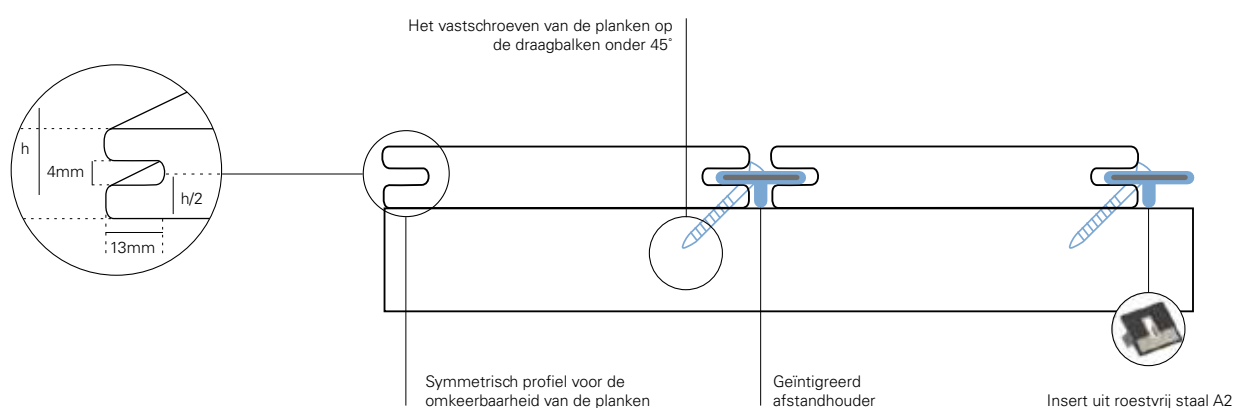 Het vastschroeven van de planken op
de draagbalken onder 45˚
h
4mm
h/2
13mm
Symmetrisch profiel voor de
omkeerbaarheid van de planken
Geïntigreerd
afstandhouder
Insert uit roestvrij staal A2